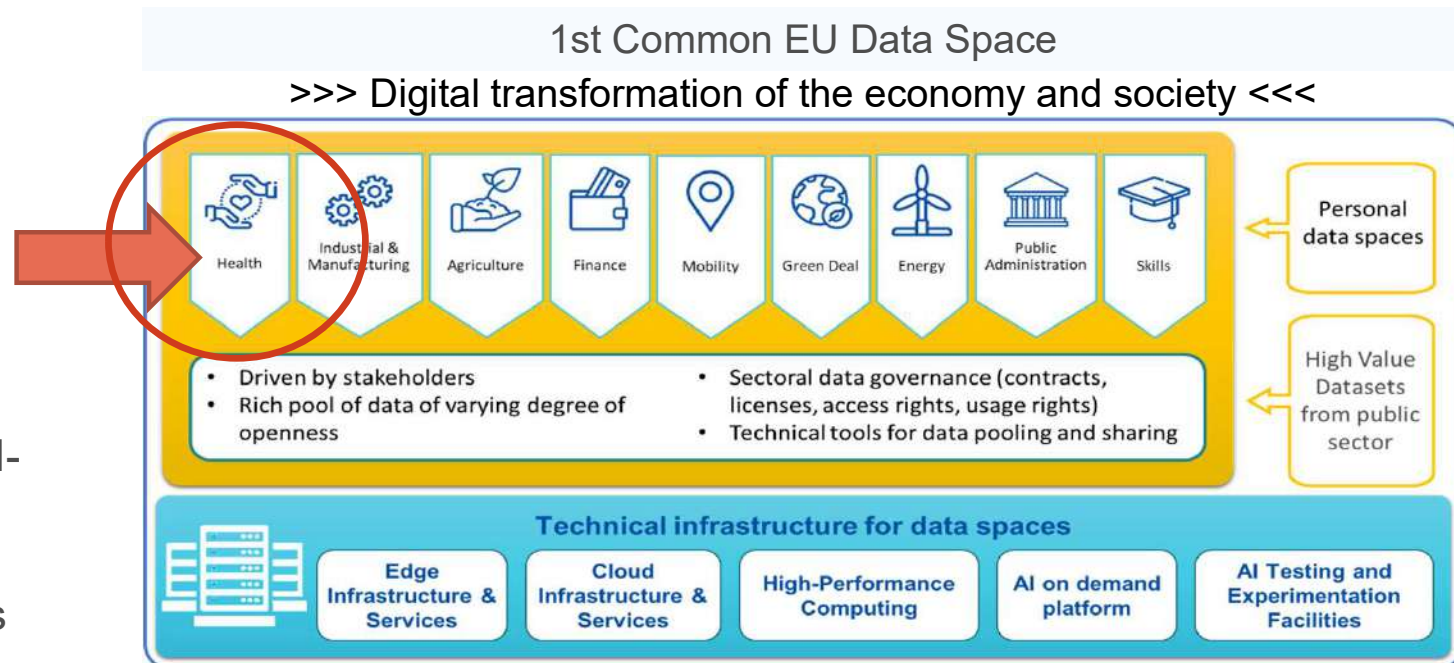 1st Common EU Data Space
>>> Digital transformation of the economy and society <<<
Health
Industrial &
Manufacturing
Agriculture
Finance
Mobility
Green Deal
Energy
Public
Administration
Skills
Personal
data spaces
• Driven by stakeholders
• Rich pool of data of varying degree of
openness
• Sectoral data governance (contracts,
licenses, access rights, usage rights)
• Technical tools for data pooling and sharing
High Value
Datasets
from public
sector
Technical infrastructure for data spaces
Edge
Infrastructure &
Services
Cloud
Infrastructure &
Services
High-Performance
Computing
AI on demand
platform
AI Testing and
Experimentation
Facilities